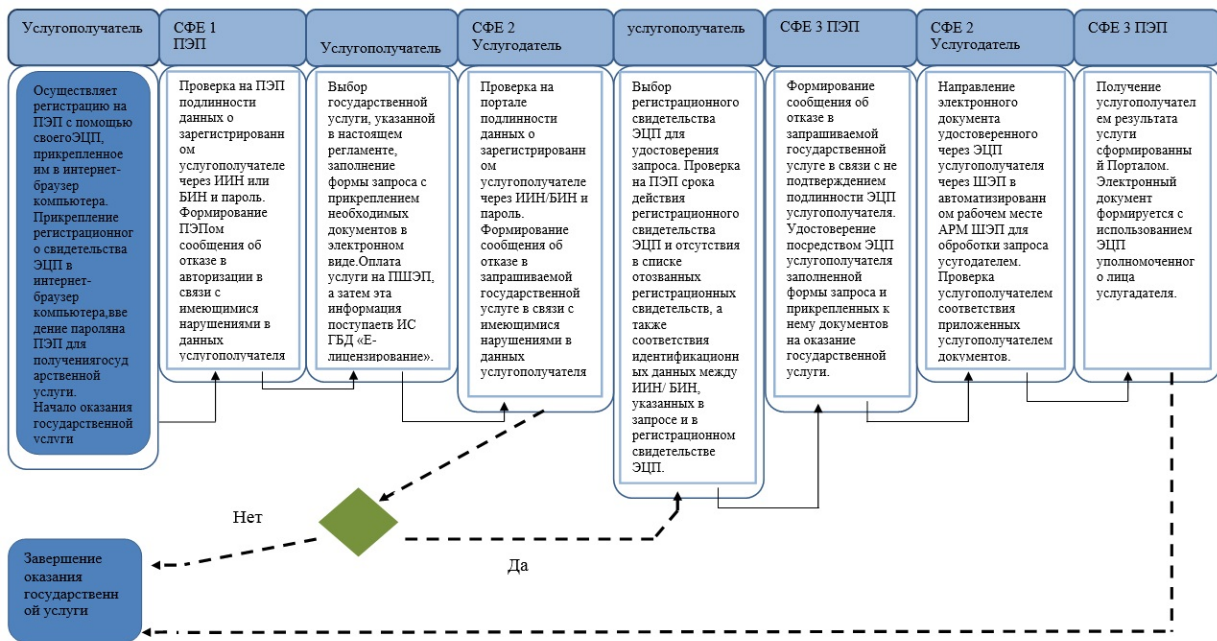 Услугополучатель
СФЕ 1
ПЭП
Услугополучатель
СФЕ 2
Услугодатель
услугополучатель
СФЕ 3 ПЭП
СФЕ 2
Услугодатель
СФЕ 3 ПЭП
Осуществляет
регистрацию на
ПЭП с помощью
своегоЭЦП,
прикрепленное
им в интернет-
браузер
компьютера.
Прикрепление
регистрационног
о свидетельства
ЭЦП в
интернет-
браузер
компьютера,вве
дение пароляна
ПЭП для
получениягосуд
арственной
услуги.
Начало оказания
государственной
услуги
Проверка на ПЭП
подлинности
данных о
зарегистрированн
ом
услугополучателе
через ИИН или
БИН и пароль.
Формирование
ПЭПом
сообщения об
отказе в
авторизации в
связи с
имеющимися
нарушениями в
данных
услугополучателя
Выбор
государственной
услуги, указанной
в настоящем
регламенте,
заполнение
формы запроса с
прикреплением
необходимых
документов в
электронном
виде.Оплата
услуги на ПШЭП,
а затем эта
информация
поступаетв ИС
ГБД «Е-
лицензирование».
Проверка на
портале
подлинности
данных о
зарегистрированн
ом
услугополучателе
через ИИН/БИН и
пароль.
Формирование
сообщения об
отказе в
запрашиваемой
государственной
услуге в связи с
имеющимися
нарушениями в
данных
услугополучателя
Выбор
регистрационного
свидетельства
ЭЦП для
удостоверения
запроса. Проверка
на ПЭП срока
действия
регистрационного
свидетельства
ЭЦП и отсутствия
в списке
отозванных
регистрационных
свидетельств, а
также
соответствия
идентификационн
ых данных между
ИИН/ БИН,
указанных в
запросе и в
регистрационном
свидетельстве
ЭЦП.
Формирование
сообщения об
отказе в
запрашиваемой
государственной
услуге в связи с не
подтверждением
подлинности ЭЦП
услугополучателя.
Удостоверение
посредством ЭЦП
услугополучателя
заполненной
формы запроса и
прикрепленных к
нему документов
на оказание
государственной
услуги.
Направление
электронного
документа
удостоверенного
через ЭЦП
услугополучателя
через ШЭП в
автоматизированн
ом рабочем месте
АРМ ШЭП для
обработки запроса
усугодателем.
Проверка
услугополучателем
соответствия
приложенных
услугополучателем
документов.
Получение
услугополучател
ем результата
услуги
сформированны
й Порталом.
Электронный
документ
формируется с
использованием
ЭЦП
уполномоченног
о лица
услугадателя.
Нет
Да
Завершение
оказания
государственн
ой услуги